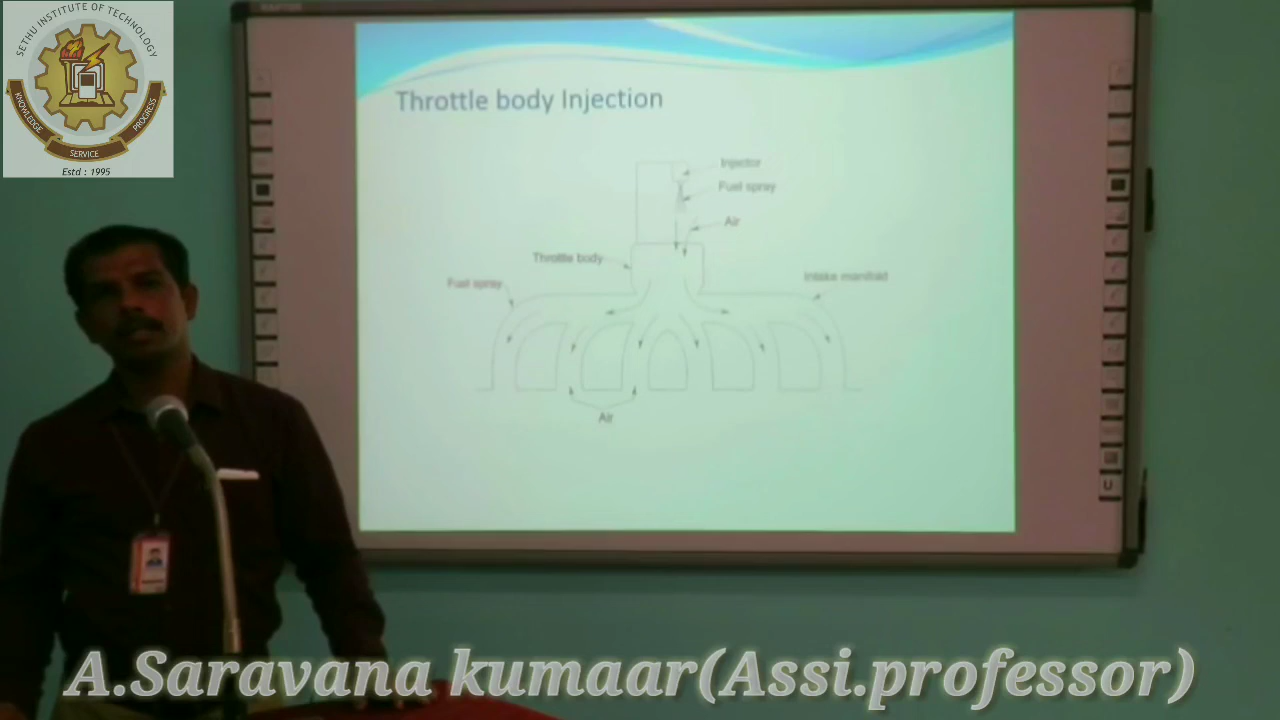 SETHU INSTITUTE OF TECHNOLOGY
KNOWLEDGE
SERVICE
PROGRESS
Estd : 1995
Throttle body Injection
Injector
Fuel spray
Air
Throttle body
Fuel spray
Intake manifold
Air
U
A.Saravana kumaar(Assi.professor)